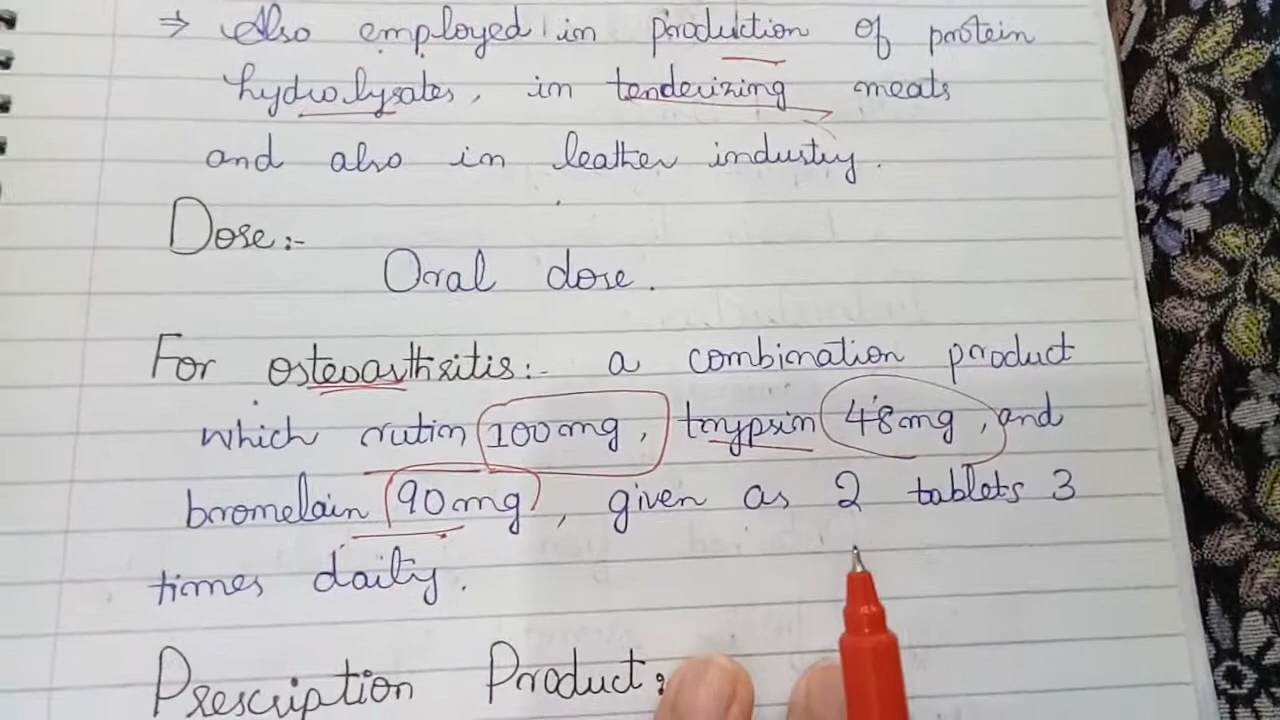 ⇒ Also employed in production of protein
hydrolysates, in tenderizing meats
and also in leather industry.
Dose:-
Oral dose.
For osteoarthritis:- a combination product
which rutin 100mg, trypsin 48mg, and
bromelain 90mg, given as 2 tablets 3
times daily.
Prescription Product: